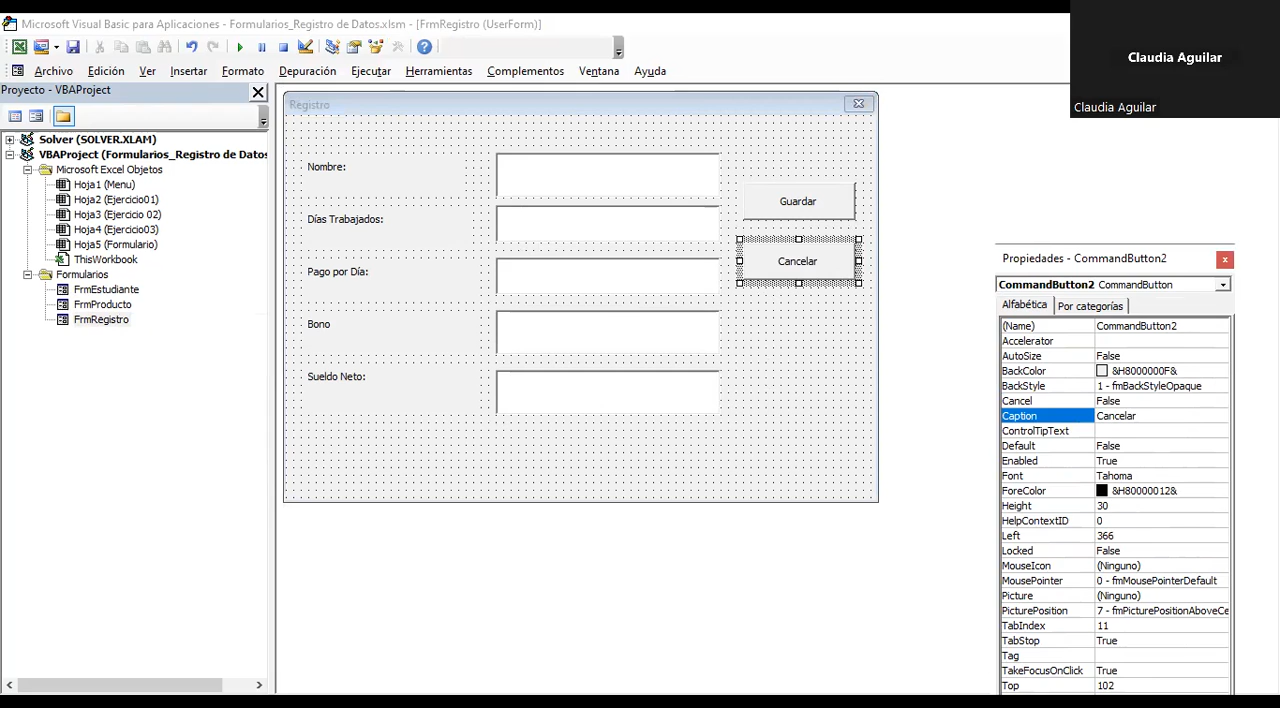 Microsoft Visual Basic para Aplicaciones - Formularios_Registro de Datos.xlsm - [FrmRegistro (UserForm)]
Archivo Edición Ver Insertar Formato Depuración Ejecutar Herramientas Complementos Ventana Ayuda
Claudia Aguilar
Claudia Aguilar
Proyecto - VBAProject
Solver (SOLVER.XLAM)
VBAProject (Formularios_Registro de Datos
Microsoft Excel Objetos
Hoja1 (Menu)
Hoja2 (Ejercicio01)
Hoja3 (Ejercicio 02)
Hoja4 (Ejercicio03)
Hoja5 (Formulario)
ThisWorkbook
Formularios
FrmEstudiante
FrmProducto
FrmRegistro
Registro
Nombre:
Días Trabajados:
Pago por Día:
Bono
Sueldo Neto:
Guardar
Cancelar
Propiedades - CommandButton2
CommandButton2 CommandButton
Alfabética Por categorías
(Name) CommandButton2
Accelerator
AutoSize False
BackColor &H8000000F&
BackStyle 1 - fmBackStyleOpaque
Cancel False
Caption Cancelar
ControlTipText
Default False
Enabled True
Font Tahoma
ForeColor &H80000012&
Height 30
HelpContextID 0
Left 366
Locked False
MouseIcon (Ninguno)
MousePointer 0 - fmMousePointerDefault
Picture (Ninguno)
PicturePosition 7 - fmPicturePositionAboveCe
TabIndex 11
TabStop True
Tag
TakeFocusOnClick True
Top 102